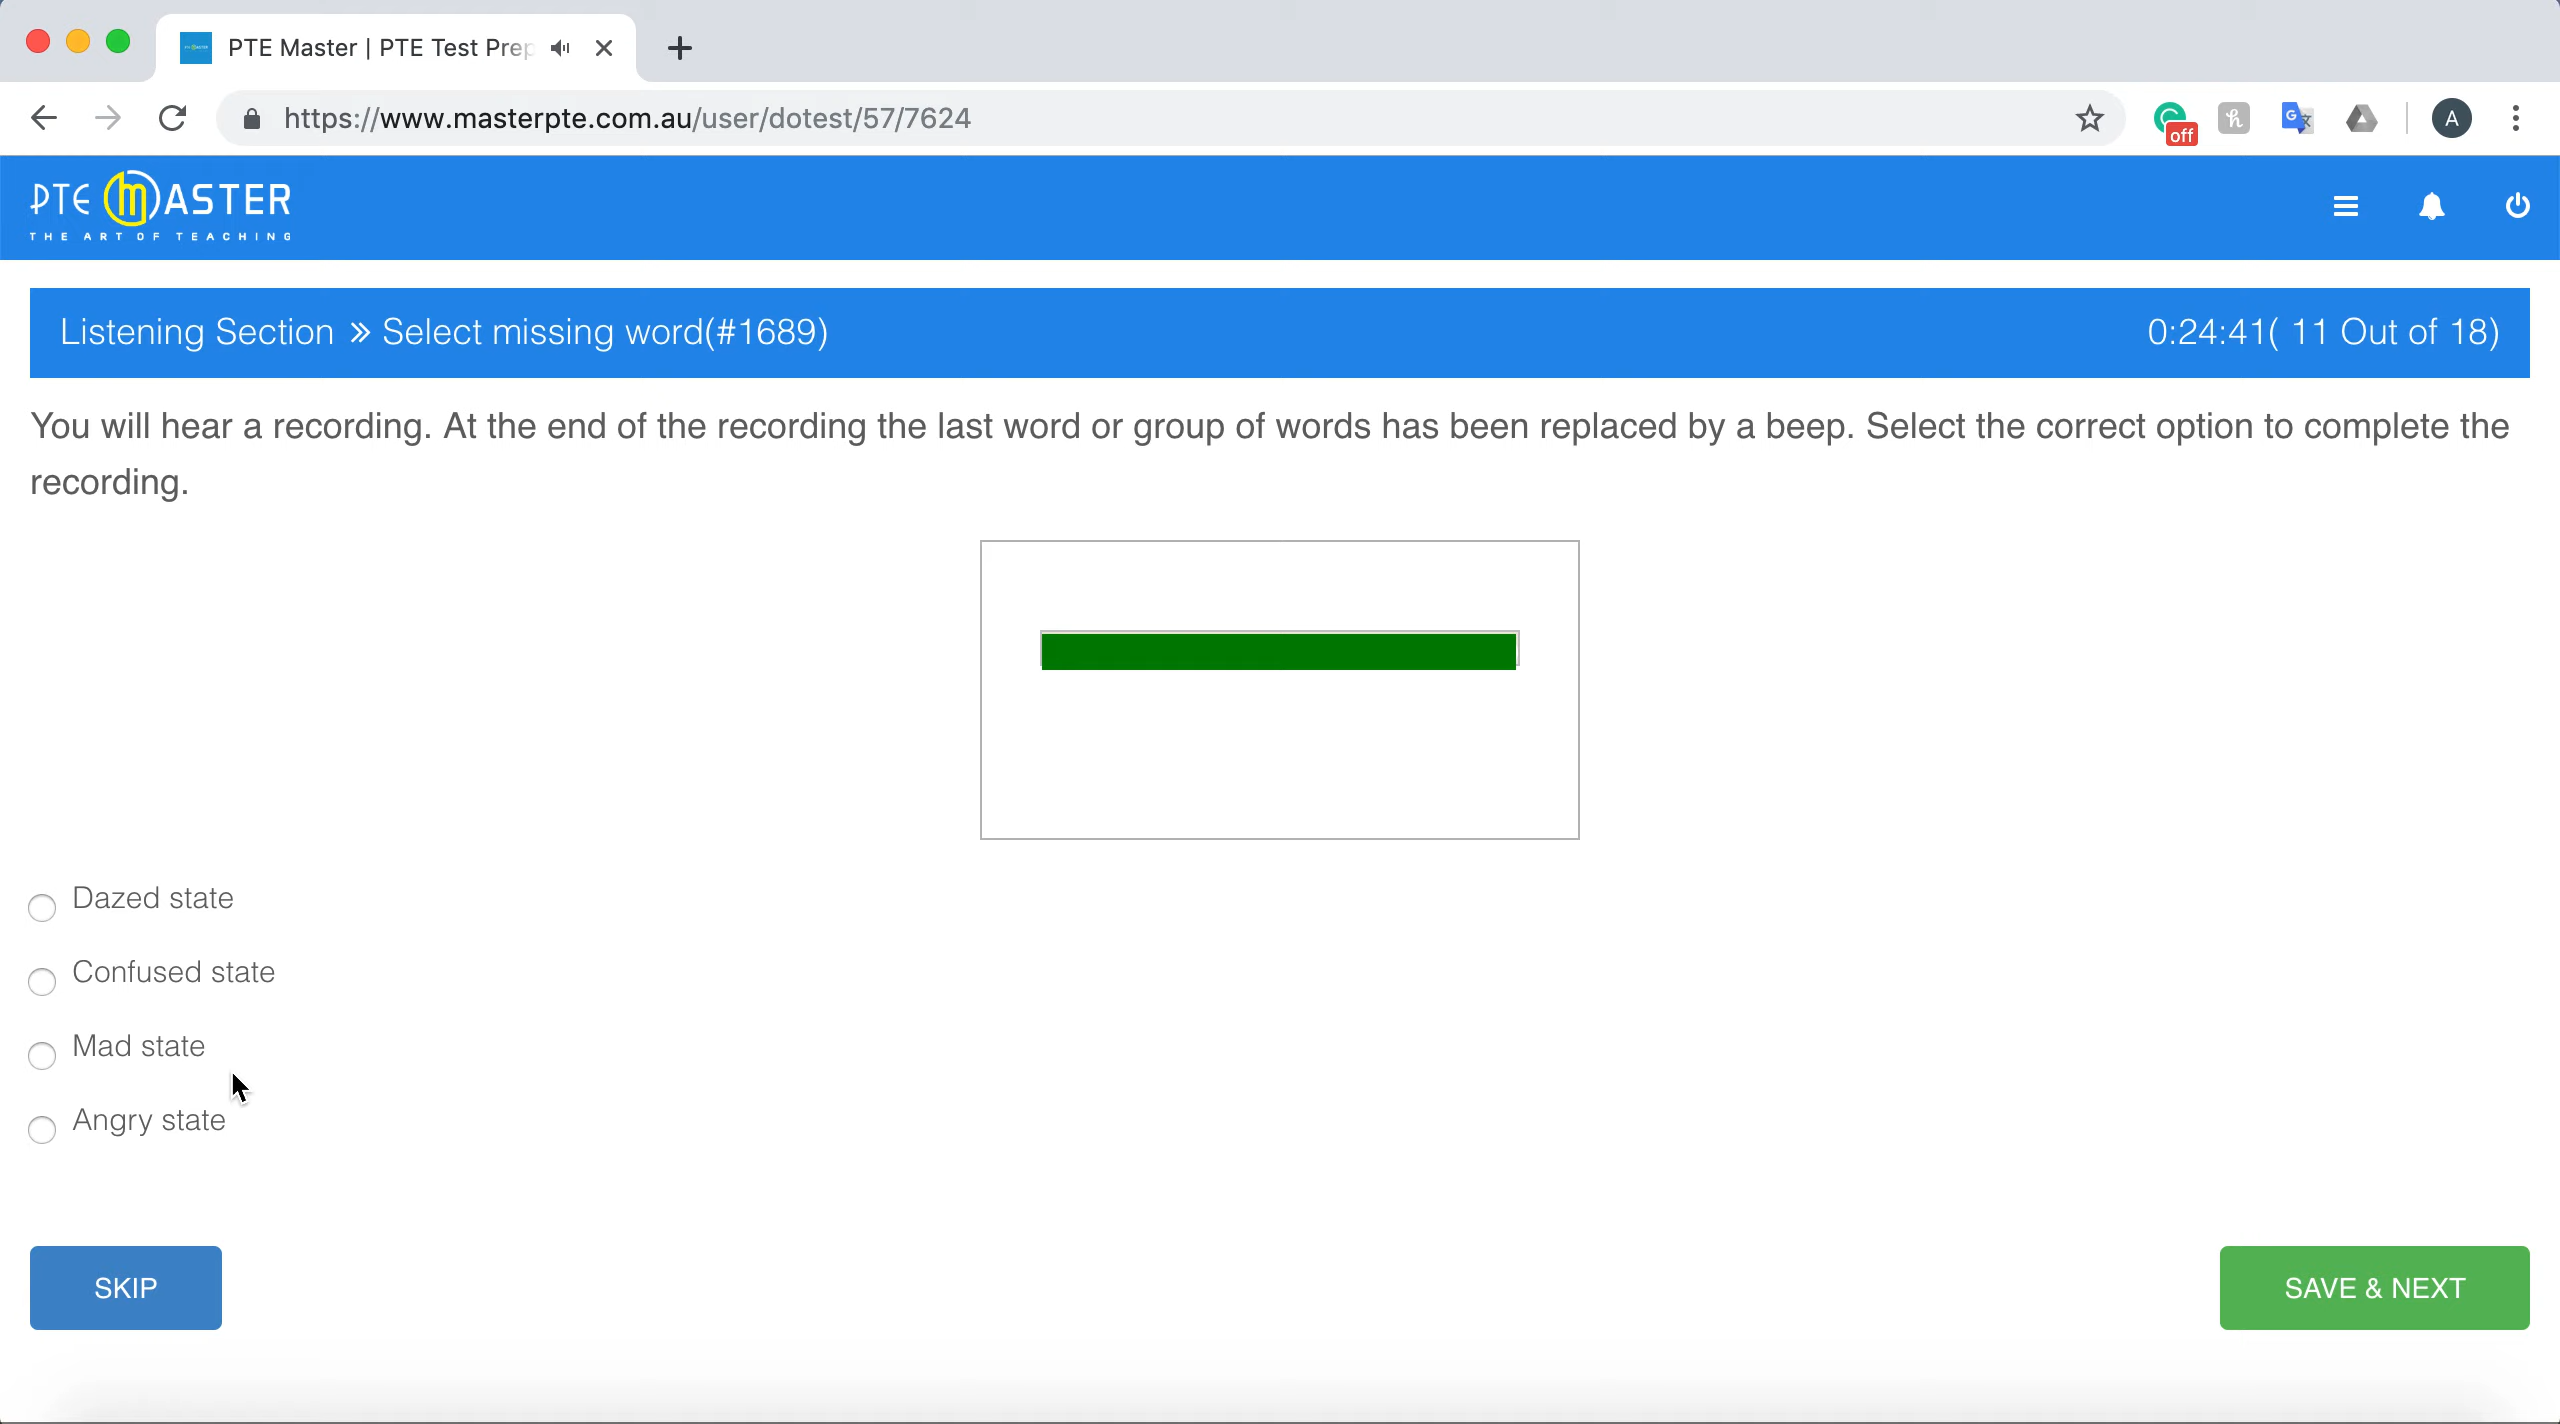 PTE Master | PTE Test Prep
https://www.masterpte.com.au/user/dotest/57/7624
off
A
PTE MASTER
THE ART OF TEACHING
Listening Section » Select missing word(#1689)
0:24:41( 11 Out of 18)
You will hear a recording. At the end of the recording the last word or group of words has been replaced by a beep. Select the correct option to complete the
recording.
Dazed state
Confused state
Mad state
Angry state
SKIP
SAVE & NEXT